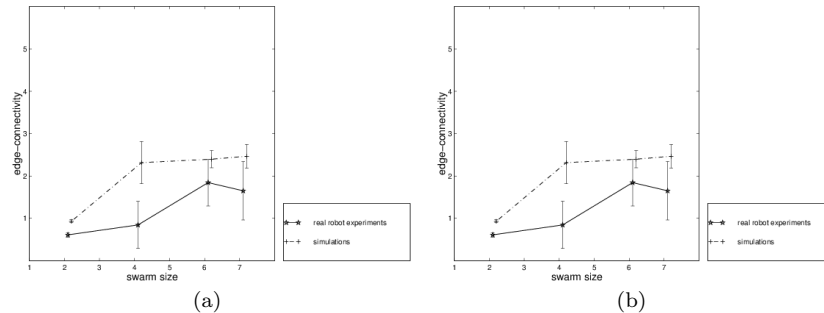 5
4
3
2
1
edge-connectivity
1 2 3 4 5 6 7
swarm size
real robot experiments
simulations
(a)
5
4
3
2
1
edge-connectivity
1 2 3 4 5 6 7
swarm size
real robot experiments
simulations
(b)